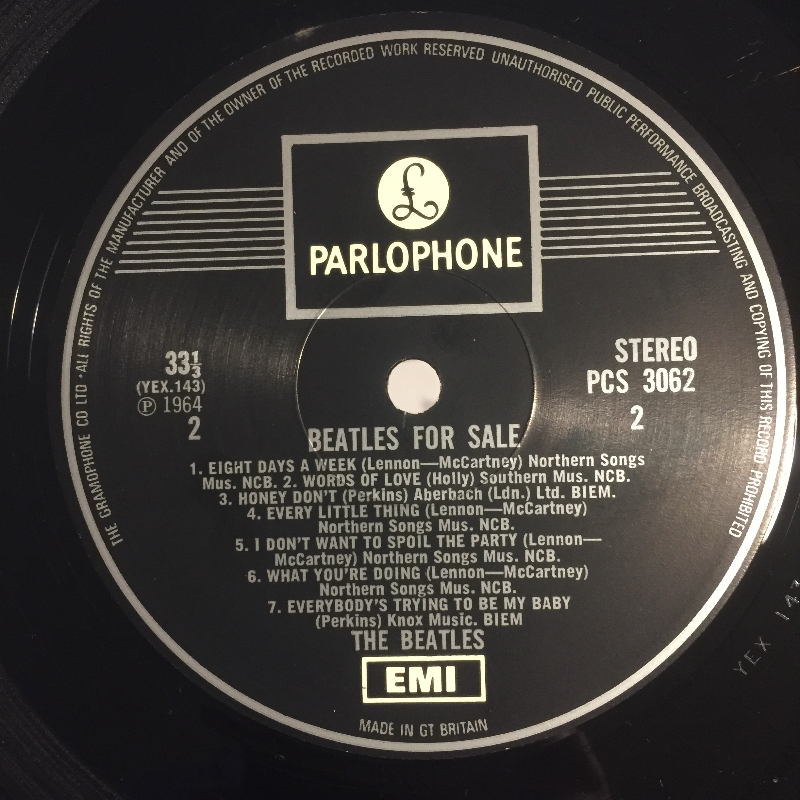 THE GRAMOPHONE CO LTD · ALL RIGHTS OF THE MANUFACTURER AND OF THE OWNER OF THE RECORDED WORK RESERVED UNAUTHORISED PUBLIC PERFORMANCE BROADCASTING AND COPYING OF THIS RECORD PROHIBITED
£
PARLOPHONE
33⅓
(YEX.143)
Ⓟ 1964
2
STEREO
PCS 3062
2
BEATLES FOR SALE
1. EIGHT DAYS A WEEK (Lennon—McCartney) Northern Songs
Mus. NCB. 2. WORDS OF LOVE (Holly) Southern Mus. NCB.
3. HONEY DON'T (Perkins) Aberbach (Ldn.) Ltd. BIEM.
4. EVERY LITTLE THING (Lennon—McCartney)
Northern Songs Mus. NCB.
5. I DON'T WANT TO SPOIL THE PARTY (Lennon—
McCartney) Northern Songs Mus. NCB.
6. WHAT YOU'RE DOING (Lennon—McCartney)
Northern Songs Mus. NCB.
7. EVERYBODY'S TRYING TO BE MY BABY
(Perkins) Knox Music. BIEM
THE BEATLES
EMI
MADE IN GT BRITAIN
YEX 143